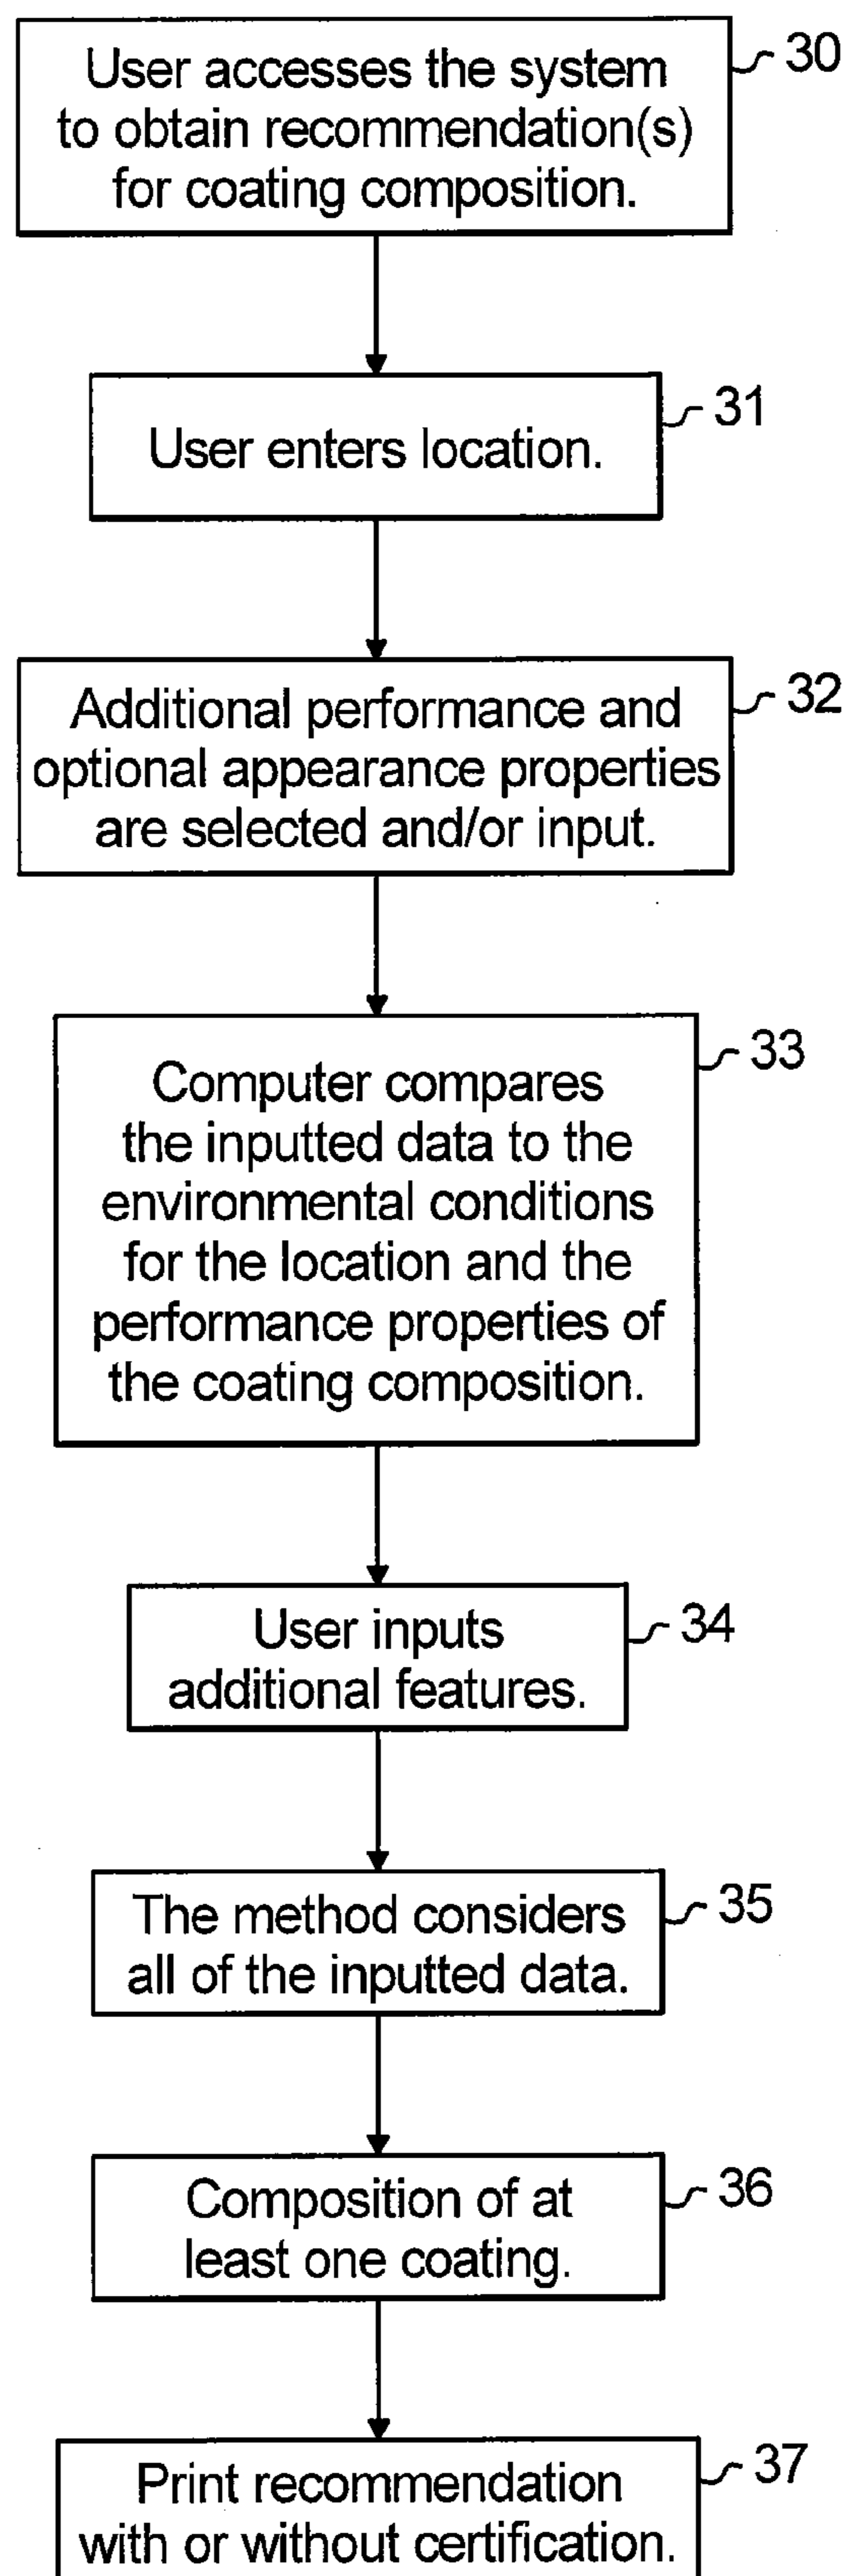 User accesses the system
to obtain recommendation(s)
for coating composition.
30
User enters location.
31
Additional performance and
optional appearance properties
are selected and/or input.
32
Computer compares
the inputted data to the
environmental conditions
for the location and the
performance properties of
the coating composition.
33
User inputs
additional features.
34
The method considers
all of the inputted data.
35
Composition of at
least one coating.
36
Print recommendation
with or without certification.
37